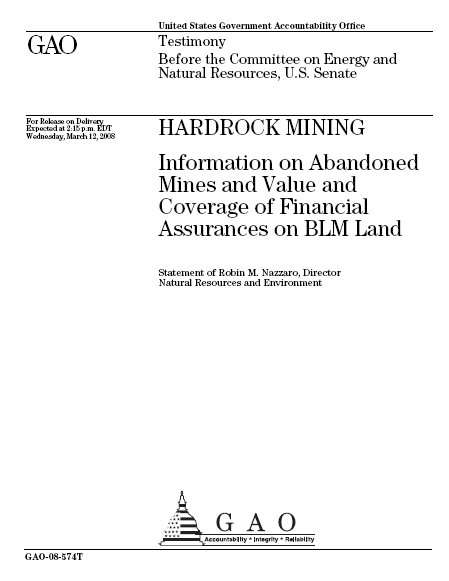 United States Government Accountability Office
GAO
Testimony
Before the Committee on Energy and
Natural Resources, U.S. Senate
For Release on Delivery
Expected at 2:15 p.m. EDT
Wednesday, March 12, 2008
HARDROCK MINING
Information on Abandoned
Mines and Value and
Coverage of Financial
Assurances on BLM Land
Statement of Robin M. Nazzaro, Director
Natural Resources and Environment
GAO
Accountability * Integrity * Reliability
GAO-08-574T